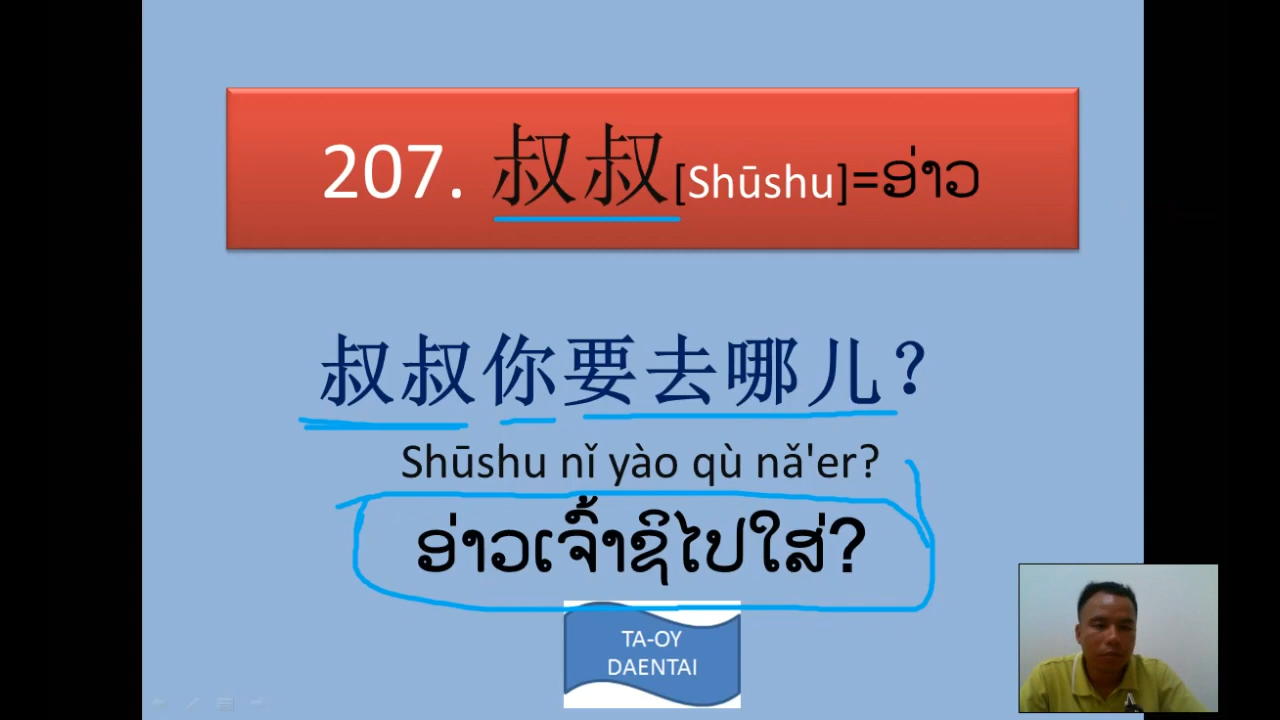 207. 叔叔[Shūshu]=ອ່າວ
叔叔你要去哪儿?
Shūshu nǐ yào qù nǎ'er?
ອ່າວເຈົ້າຊິໄປໃສ່?
TA-OY
DAENTAI